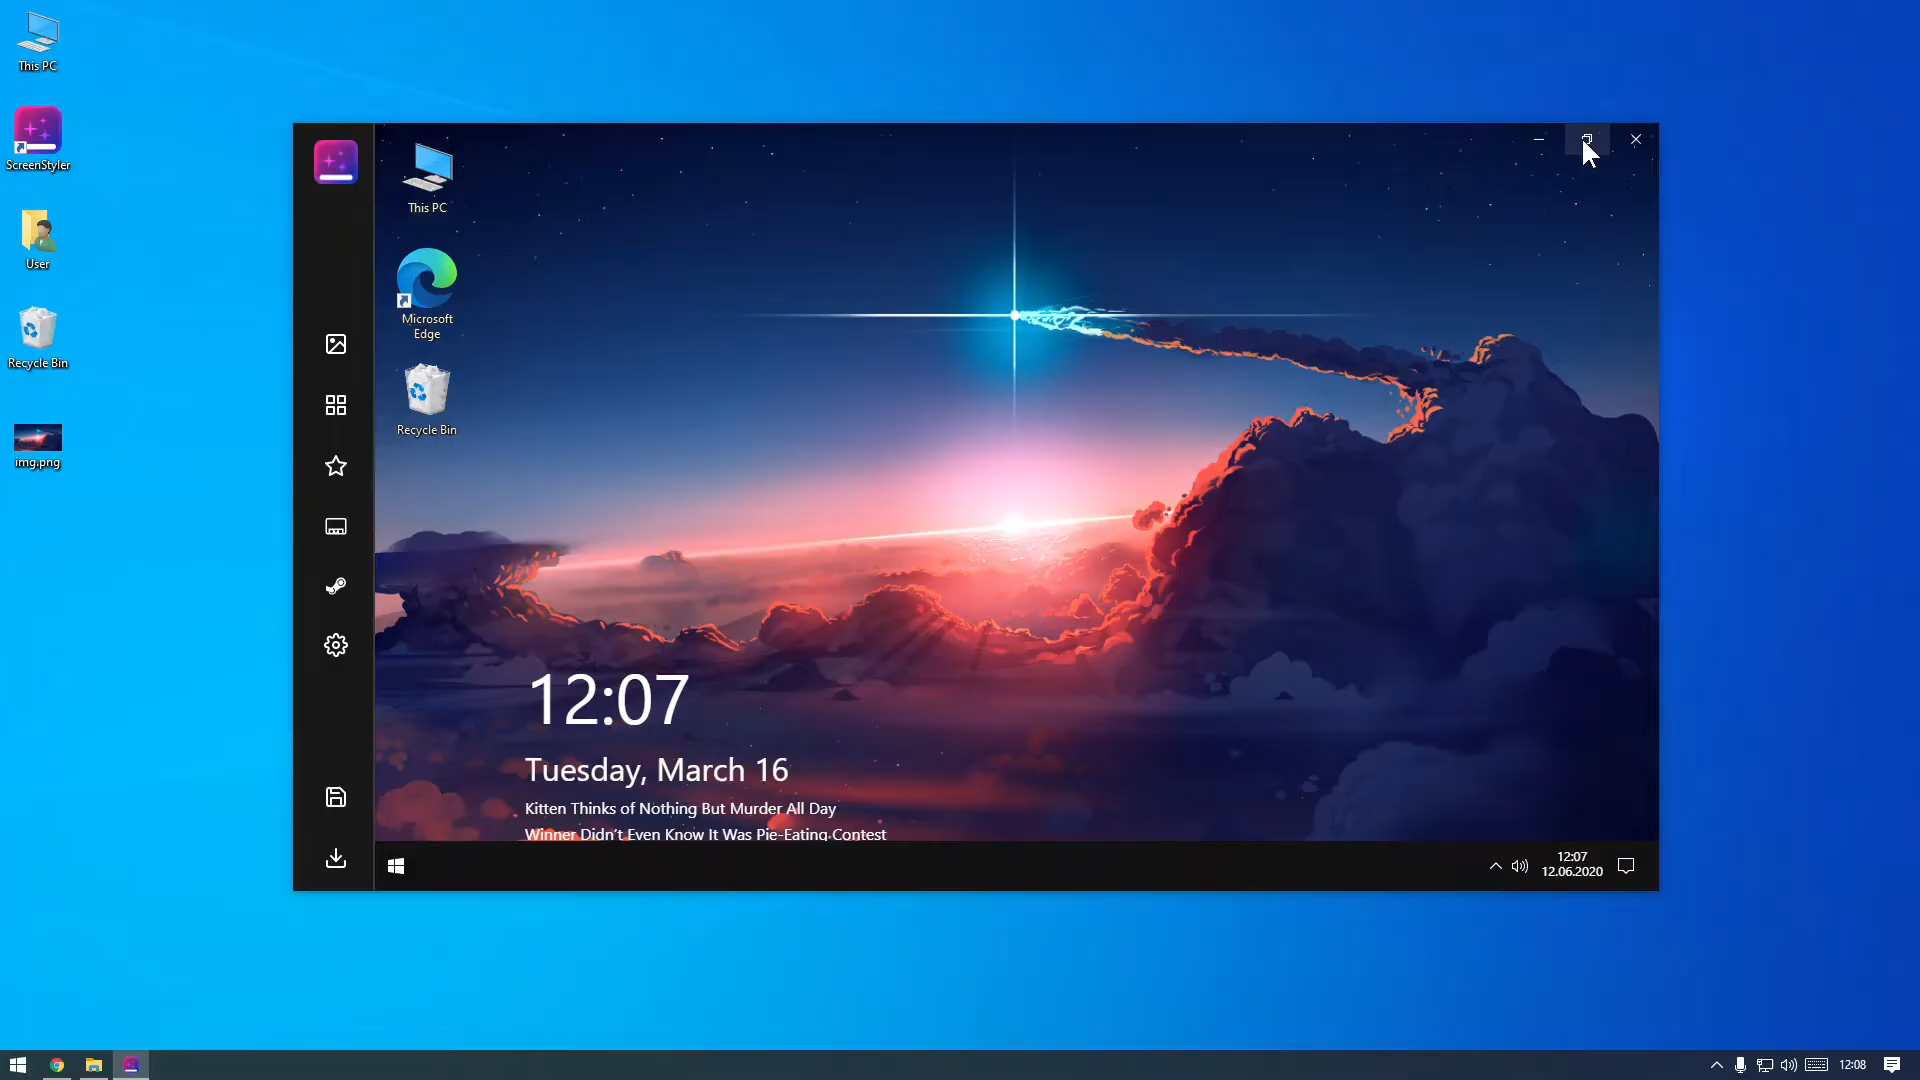 This PC
ScreenStyler
User
Recycle Bin
img.png
This PC
Microsoft
Edge
Recycle Bin
12:07
Tuesday, March 16
Kitten Thinks of Nothing But Murder All Day
Winner Didn't Even Know It Was Pie-Eating Contest
12:07
12.06.2020
12:08